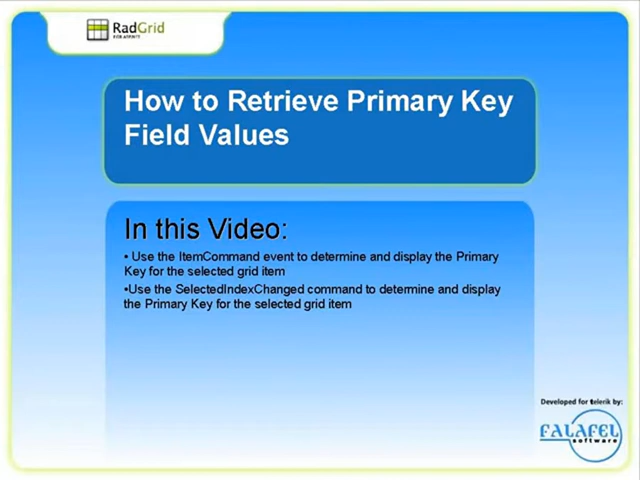 RadGrid
FOR ASP.NET
How to Retrieve Primary Key
Field Values
In this Video:
• Use the ItemCommand event to determine and display the Primary
Key for the selected grid item
•Use the SelectedIndexChanged command to determine and display
the Primary Key for the selected grid item
Developed for telerik by:
FALAFEL
software